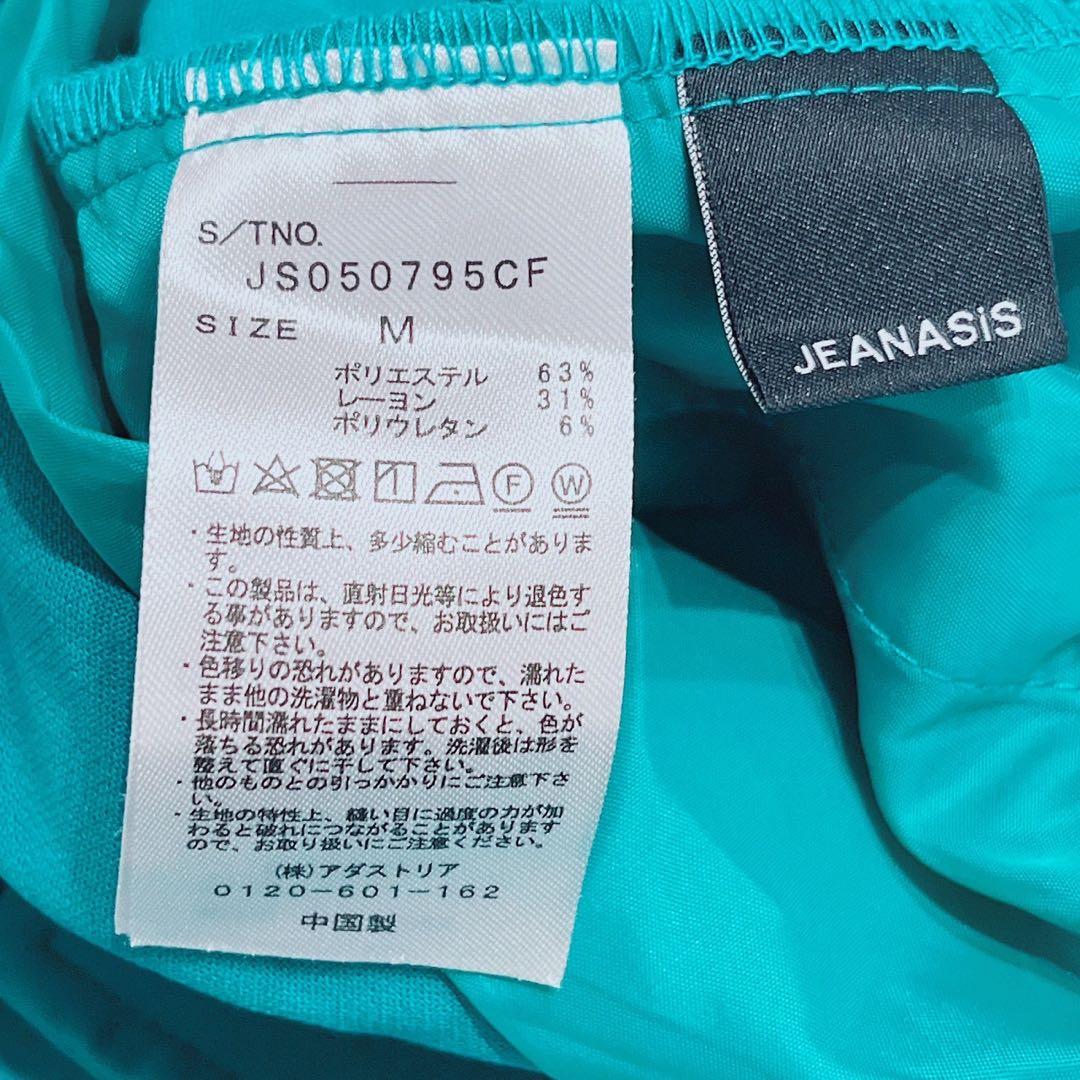 S/TNO.
JS050795CF
SIZE M
ポリエステル 63%
レーヨン 31%
ポリウレタン 6%
F W
・生地の性質上、多少縮むことがありま
す。
・この製品は、直射日光等により退色す
る事がありますので、お取扱いにはご
注意下さい。
・色移りの恐れがありますので、濡れた
まま他の洗濯物と重ねないで下さい。
・長時間濡れたままにしておくと、色が
落ちる恐れがあります。洗濯後は形を
整えて直ぐに干して下さい。
・他のものとの引っかかりにご注意下さ
い。
・生地の特性上、縫い目に過度の力が加
わると破れにつながることがあります
ので、お取り扱いにご注意ください。
(株)アダストリア
0120-601-162
中国製
JEANASiS